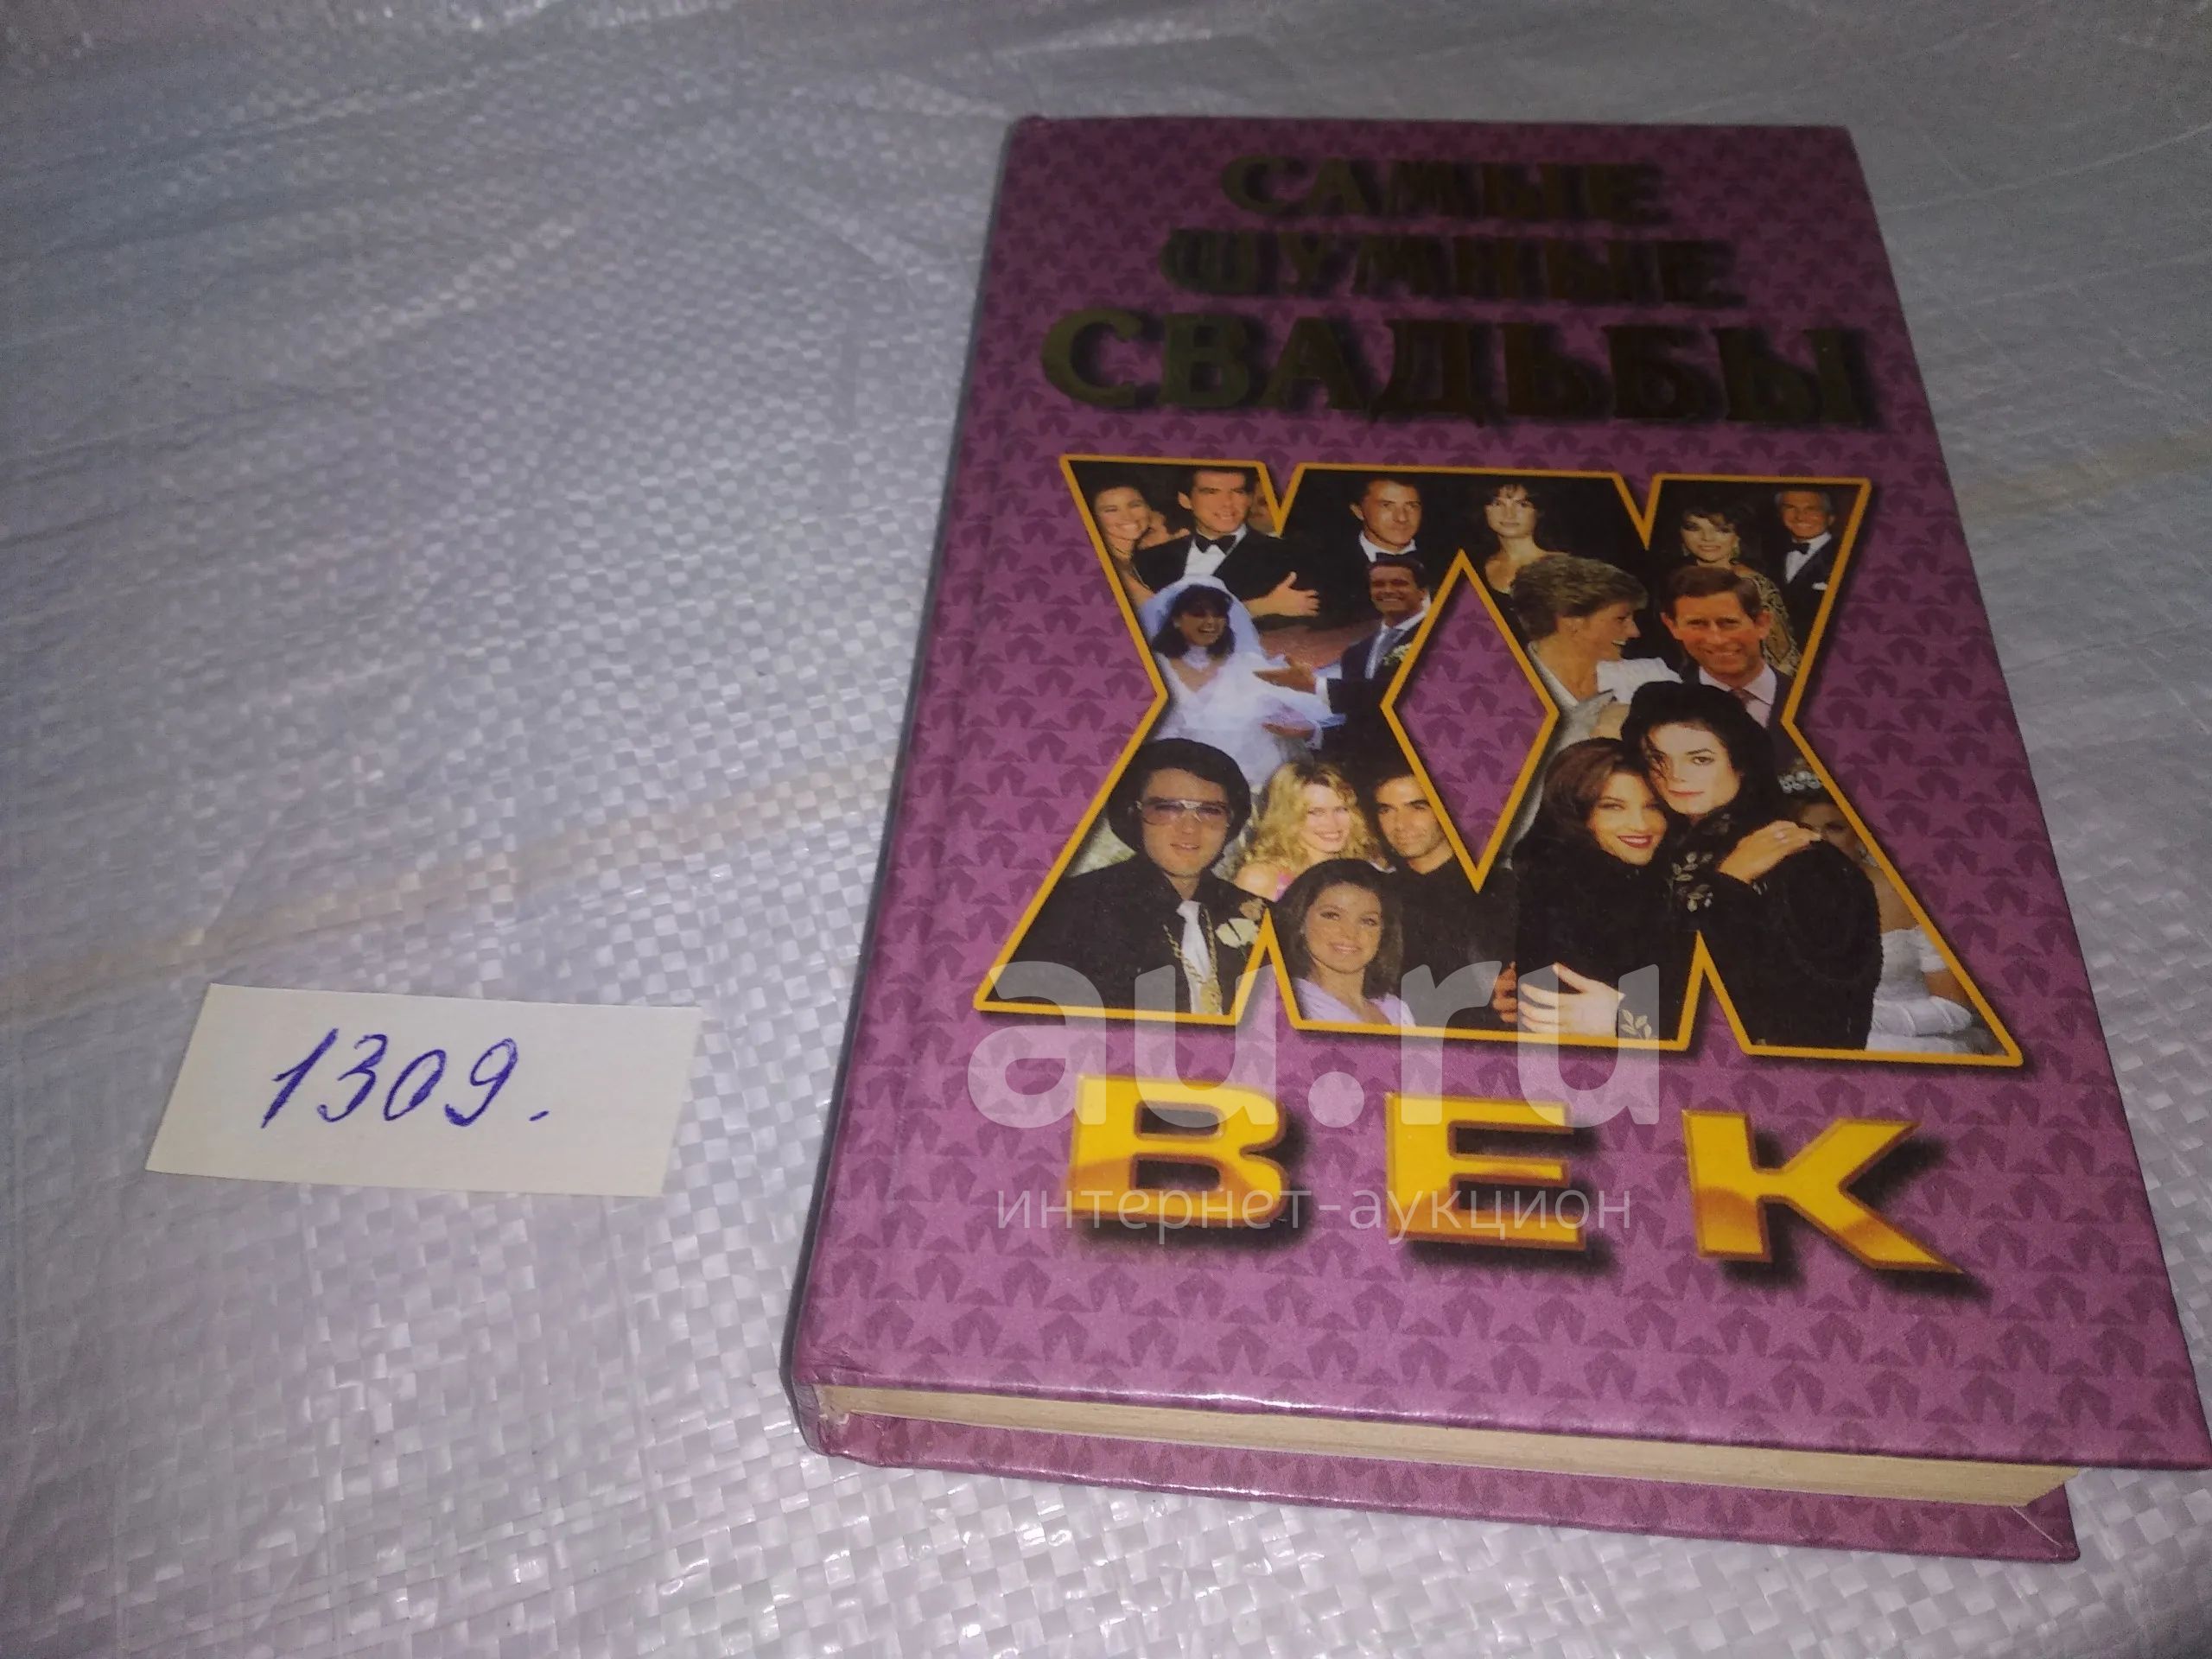 САМЫЕ
ШУМНЫЕ
СВАДЬБЫ
XX
ВЕК
au.ru
интернет-аукцион
1309.